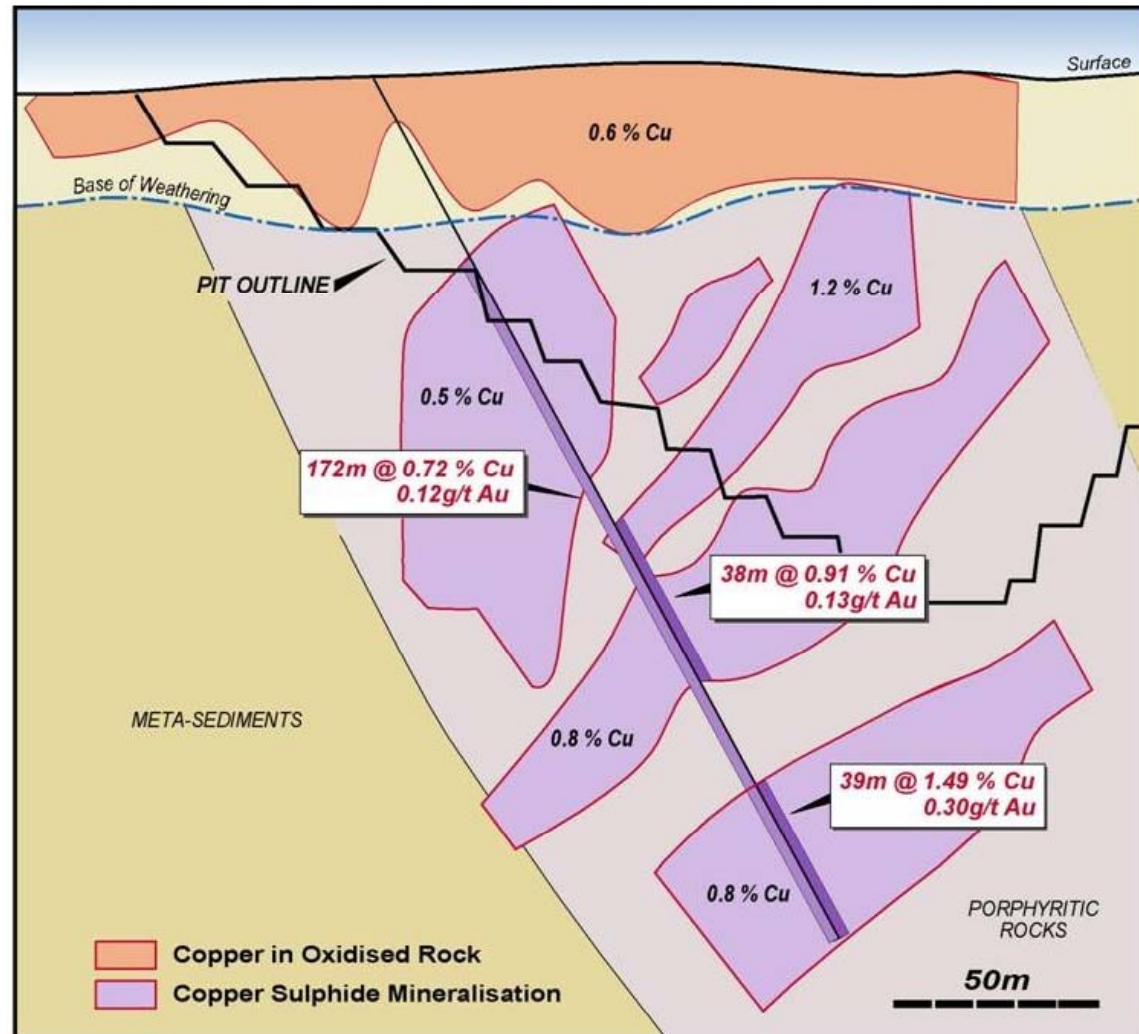 Surface
0.6 % Cu
Base of Weathering
PIT OUTLINE
1.2 % Cu
0.5 % Cu
172m @ 0.72 % Cu
0.12g/t Au
38m @ 0.91 % Cu
0.13g/t Au
META-SEDIMENTS
0.8 % Cu
39m @ 1.49 % Cu
0.30g/t Au
0.8 % Cu
PORPHYRITIC
ROCKS
Copper in Oxidised Rock
Copper Sulphide Mineralisation
50m